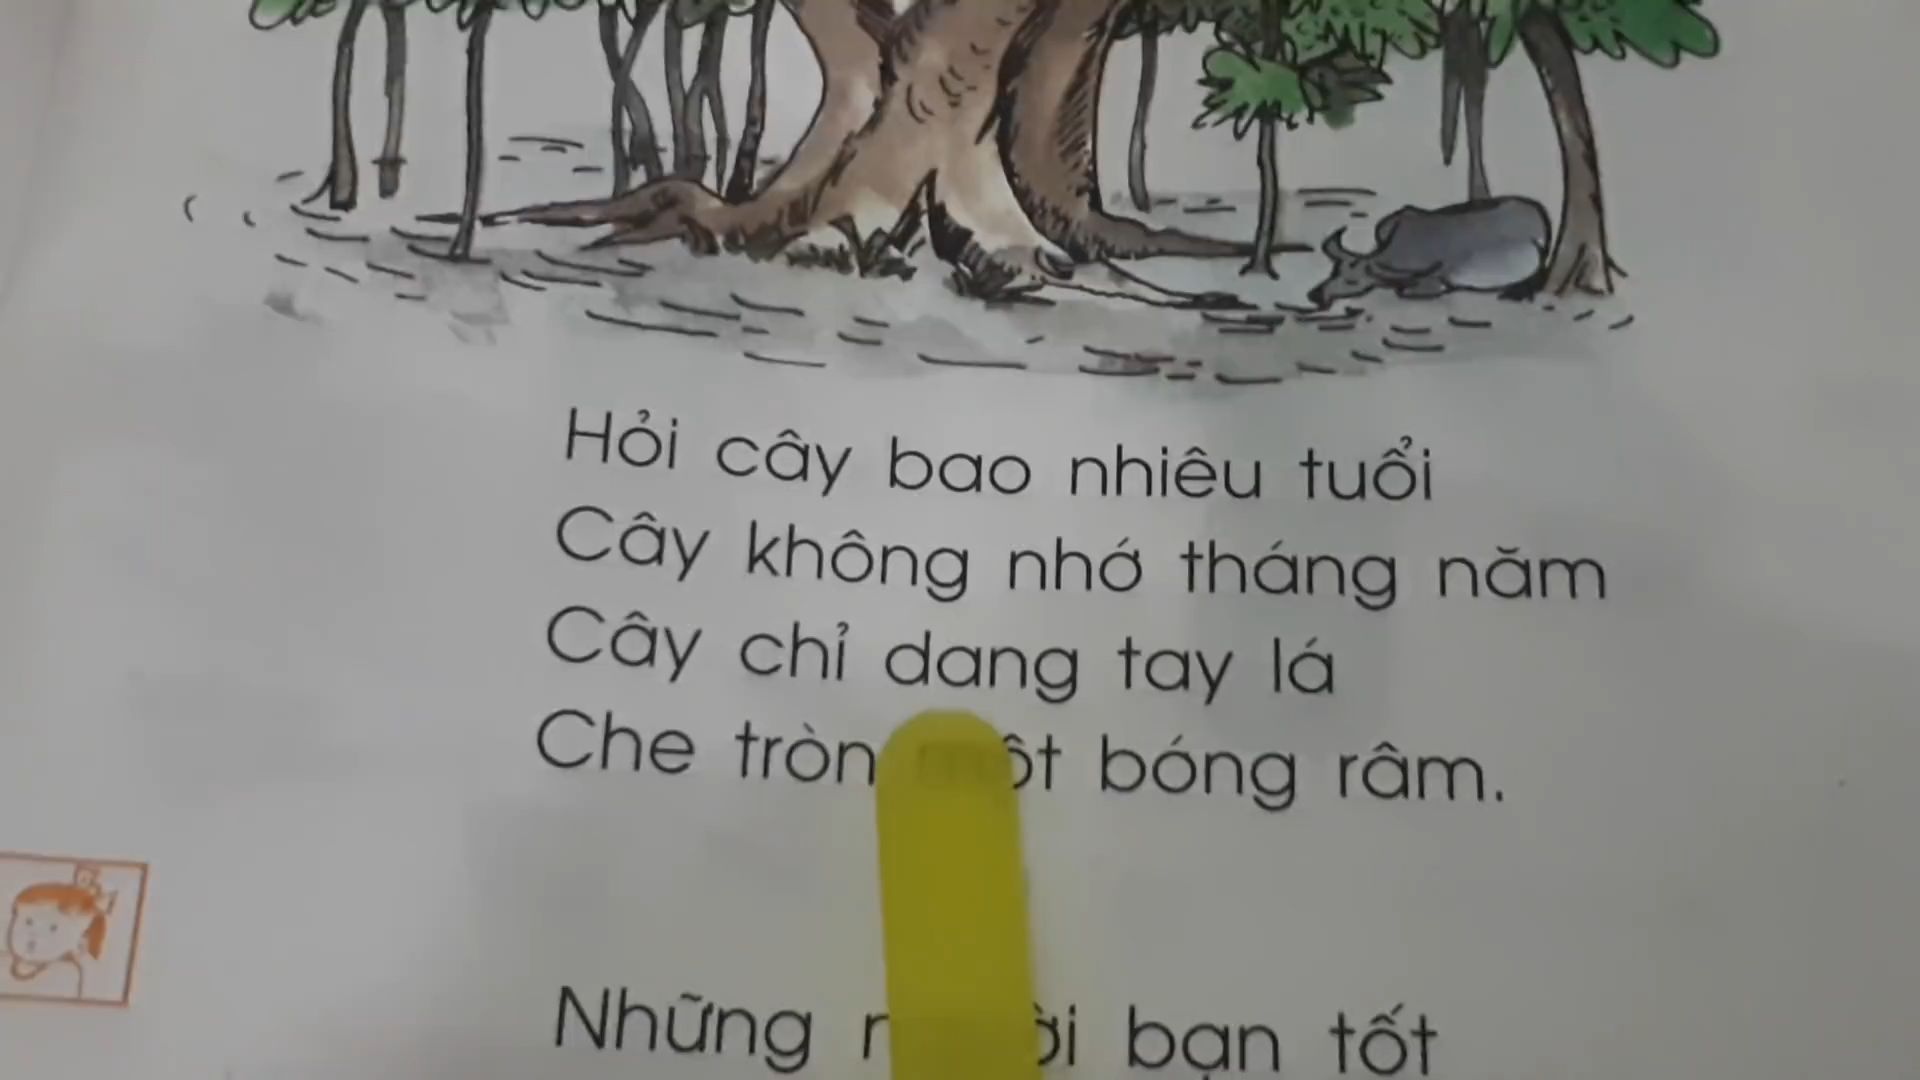 Hỏi cây bao nhiêu tuổi
Cây không nhớ tháng năm
Cây chỉ dang tay lá
Che tròn một bóng râm.
Những bạn tốt